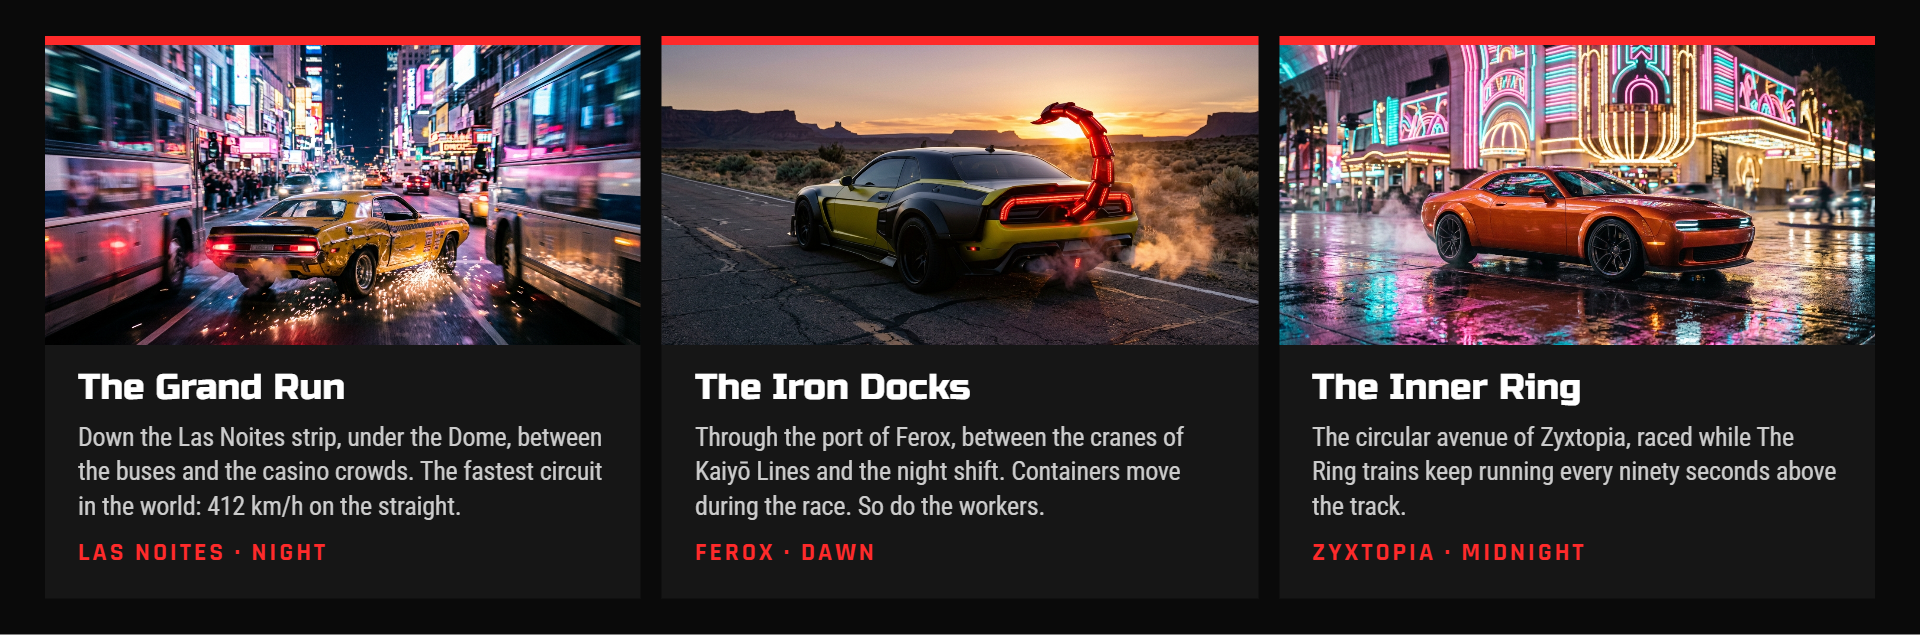 The Grand Run
Down the Las Noites strip, under the Dome, between
the buses and the casino crowds. The fastest circuit
in the world: 412 km/h on the straight.
LAS NOITES · NIGHT
The Iron Docks
Through the port of Ferox, between the cranes of
Kaiyō Lines and the night shift. Containers move
during the race. So do the workers.
FEROX · DAWN
The Inner Ring
The circular avenue of Zyxtopia, raced while The
Ring trains keep running every ninety seconds above
the track.
ZYXTOPIA · MIDNIGHT